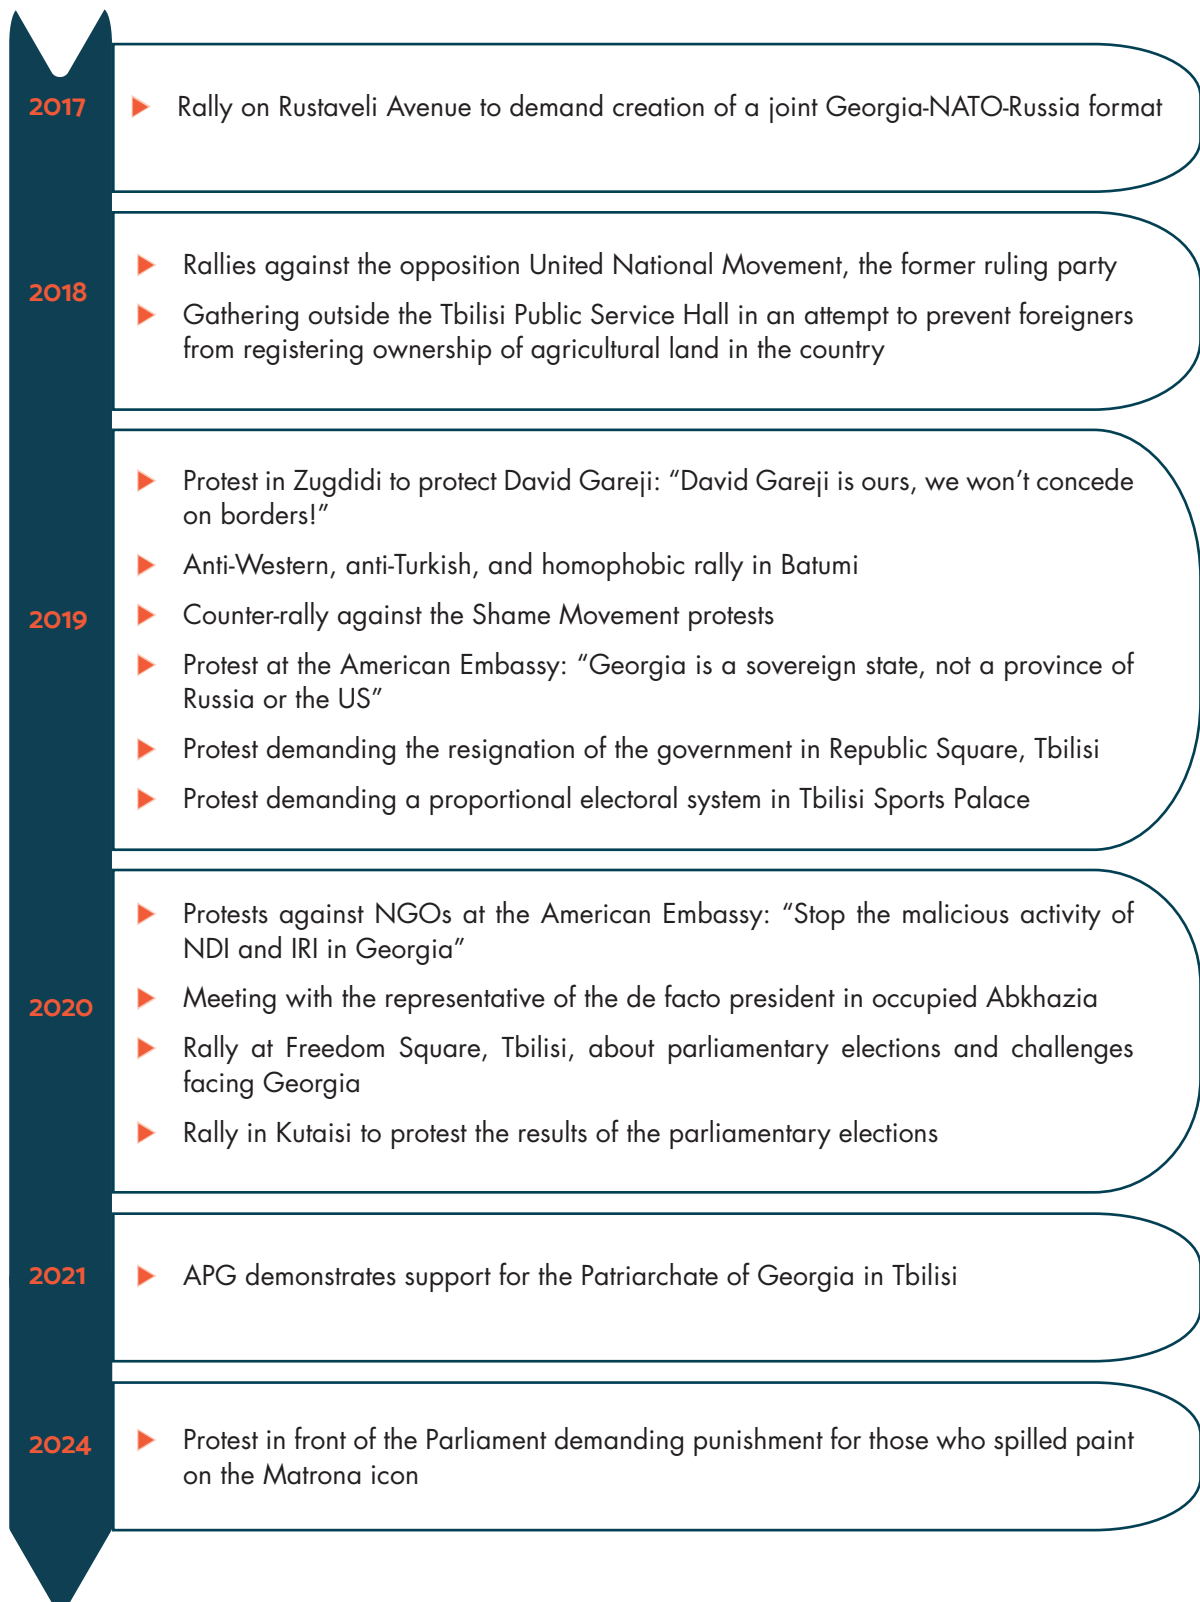 2017
Rally on Rustaveli Avenue to demand creation of a joint Georgia-NATO-Russia format
2018
Rallies against the opposition United National Movement, the former ruling party
Gathering outside the Tbilisi Public Service Hall in an attempt to prevent foreigners
from registering ownership of agricultural land in the country
2019
Protest in Zugdidi to protect David Gareji: “David Gareji is ours, we won’t concede
on borders!”
Anti-Western, anti-Turkish, and homophobic rally in Batumi
Counter-rally against the Shame Movement protests
Protest at the American Embassy: “Georgia is a sovereign state, not a province of
Russia or the US”
Protest demanding the resignation of the government in Republic Square, Tbilisi
Protest demanding a proportional electoral system in Tbilisi Sports Palace
2020
Protests against NGOs at the American Embassy: “Stop the malicious activity of
NDI and IRI in Georgia”
Meeting with the representative of the de facto president in occupied Abkhazia
Rally at Freedom Square, Tbilisi, about parliamentary elections and challenges
facing Georgia
Rally in Kutaisi to protest the results of the parliamentary elections
2021
APG demonstrates support for the Patriarchate of Georgia in Tbilisi
2024
Protest in front of the Parliament demanding punishment for those who spilled paint
on the Matrona icon